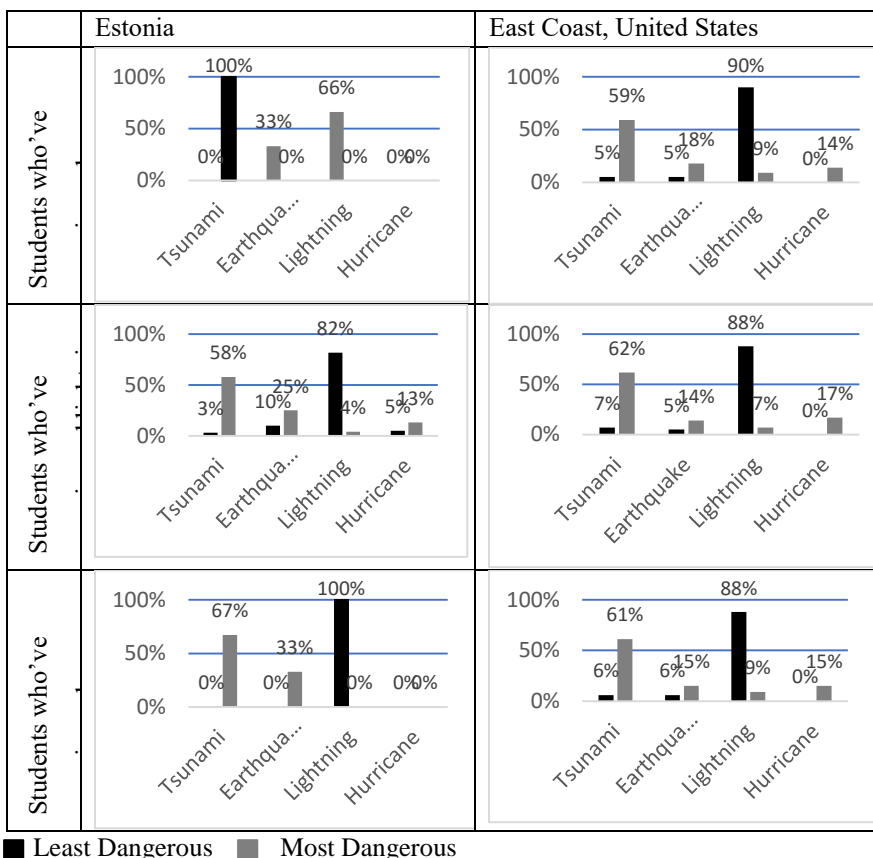 Estonia
East Coast, United States
Students who've
100%
50%
0%
100%
0%
33%
0%
66%
0%
0%
0%
Tsunami
Earthqua...
Lightning
Hurricane
100%
50%
0%
5%
59%
5%
18%
90%
9%
0%
14%
Tsunami
Earthqua...
Lightning
Hurricane
Students who've
100%
50%
0%
3%
58%
10%
25%
82%
4%
5%
13%
Tsunami
Earthqua...
Lightning
Hurricane
100%
50%
0%
7%
62%
5%
14%
88%
7%
0%
17%
Tsunami
Earthquake
Lightning
Hurricane
Students who've
100%
50%
0%
0%
67%
0%
33%
100%
0%
0%
0%
Tsunami
Earthqua...
Lightning
Hurricane
100%
50%
0%
6%
61%
6%
15%
88%
9%
0%
15%
Tsunami
Earthqua...
Lightning
Hurricane
Least Dangerous Most Dangerous